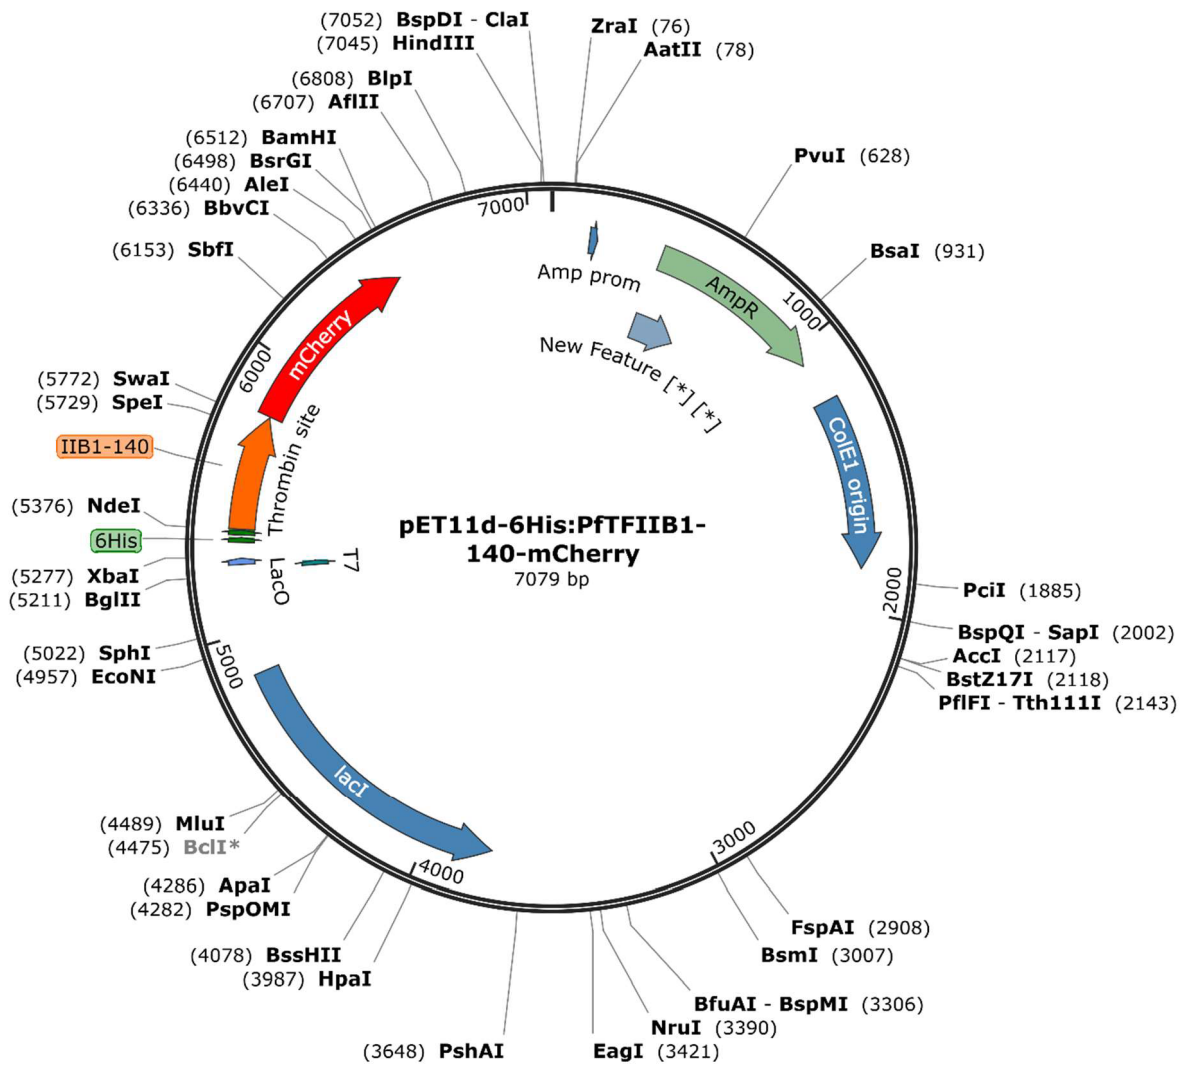 (7052) BspDI - ClaI
(7045) HindIII
ZraI (76)
AatII (78)
(6808) BlpI
(6707) AflII
(6512) BamHI
(6498) BsrGI
(6440) AleI
(6336) BbvCI
(6153) SbfI
PvuI (628)
BsaI (931)
7000
Amp prom
AmpR
1000
New Feature [*] [*]
mCherry
6000
(5772) SwaI
(5729) SpeI
IIB1-140
Thrombin site
ColE1 origin
(5376) NdeI
6His
(5277) XbaI
(5211) BglII
LacO
T7
pET11d-6His:PfTFIIB1-
140-mCherry
7079 bp
2000
PciI (1885)
BspQI - SapI (2002)
AccI (2117)
BstZ17I (2118)
PflFI - Tth111I (2143)
(5022) SphI
(4957) EcoNI
5000
lacI
(4489) MluI
(4475) BclI*
(4286) ApaI
(4282) PspOMI
4000
3000
(4078) BssHII
(3987) HpaI
FspAI (2908)
BsmI (3007)
BfuAI - BspMI (3306)
NruI (3390)
(3648) PshAI
EagI (3421)